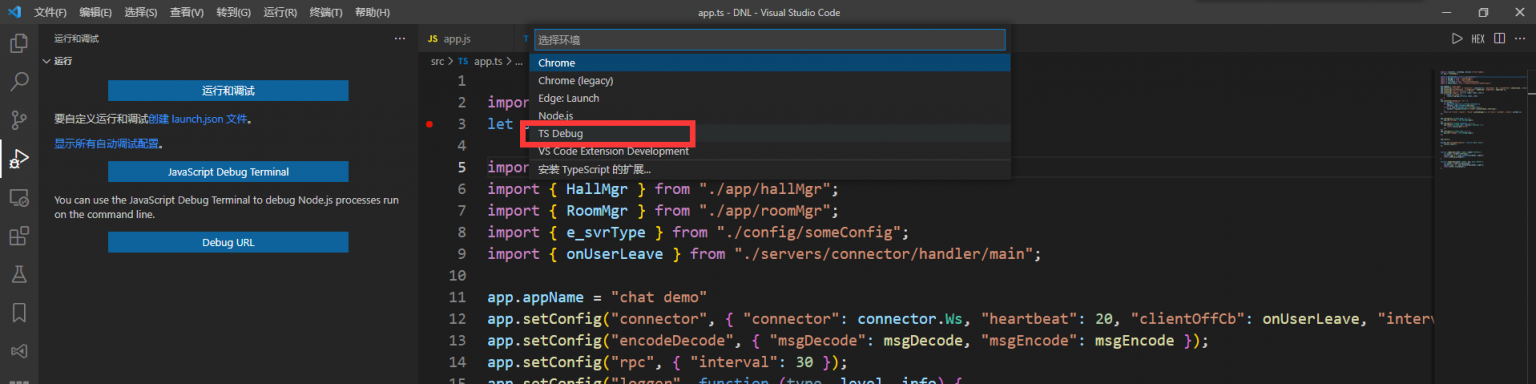 文件(F) 编辑(E) 选择(S) 查看(V) 转到(G) 运行(R) 终端(T) 帮助(H)
app.ts - DNL - Visual Studio Code
运行和调试
运行
运行和调试
要自定义运行和调试创建 launch.json 文件。
显示所有自动调试配置。
JavaScript Debug Terminal
You can use the JavaScript Debug Terminal to debug Node.js processes run
on the command line.
Debug URL
JS app.js
HEX
选择环境
Chrome
Chrome (legacy)
Edge: Launch
Node.js
TS Debug
VS Code Extension Development
安装 TypeScript 的扩展...
src > TS app.ts > ...
1
2 impor
3 let
4
5 impor
6 import { HallMgr } from "./app/hallMgr";
7 import { RoomMgr } from "./app/roomMgr";
8 import { e_svrType } from "./config/someConfig";
9 import { onUserLeave } from "./servers/connector/handler/main";
10
11 app.appName = "chat demo"
12 app.setConfig("connector", { "connector": connector.Ws, "heartbeat": 20, "clientOffCb": onUserLeave, "interv
13 app.setConfig("encodeDecode", { "msgDecode": msgDecode, "msgEncode": msgEncode });
14 app.setConfig("rpc", { "interval": 30 });
15 app.setConfig("logger", function (type, level, info) {